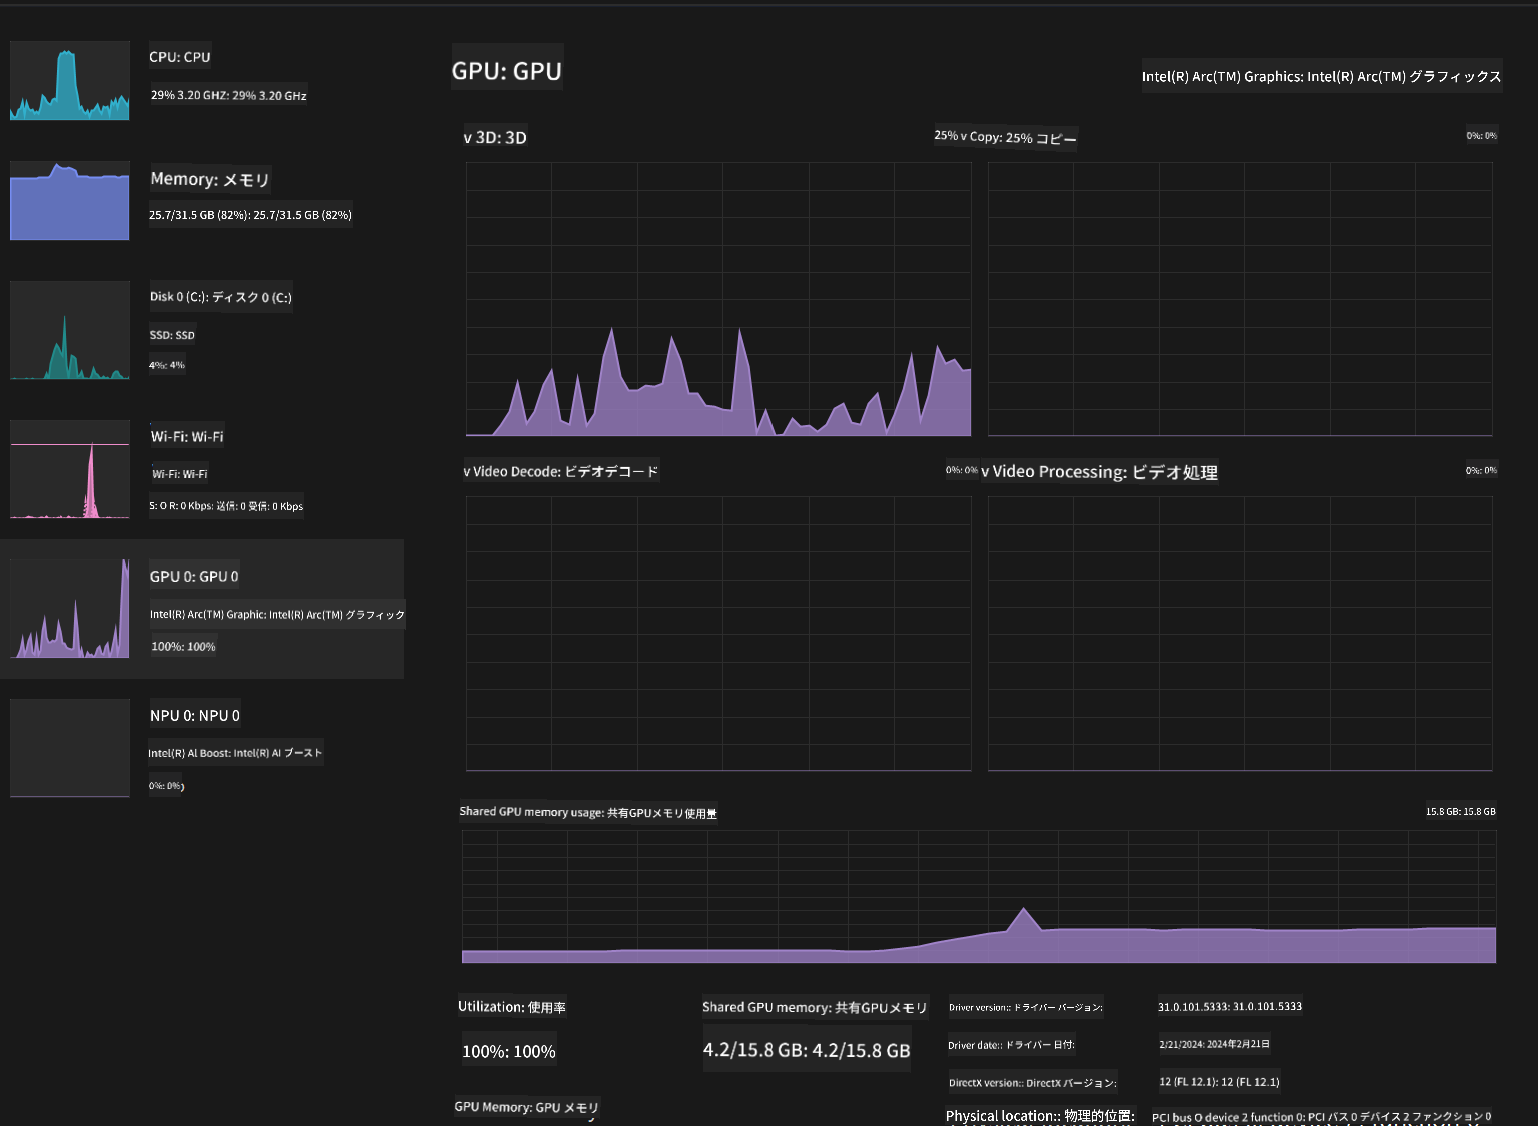 CPU: CPU
29% 3.20 GHZ: 29% 3.20 GHz
Memory: メモリ
25.7/31.5 GB (82%): 25.7/31.5 GB (82%)
Disk 0 (C:): ディスク 0 (C:)
SSD: SSD
4%: 4%
Wi-Fi: Wi-Fi
Wi-Fi: Wi-Fi
S: O R: 0 Kbps: 送信: 0 受信: 0 Kbps
GPU 0: GPU 0
Intel(R) Arc(TM) Graphic: Intel(R) Arc(TM) グラフィック
100%: 100%
NPU 0: NPU 0
Intel(R) Al Boost: Intel(R) AI ブースト
0%: 0%)
GPU: GPU
Intel(R) Arc(TM) Graphics: Intel(R) Arc(TM) グラフィックス
v 3D: 3D
25% v Copy: 25% コピー
0%: 0%
v Video Decode: ビデオデコード
0%: 0%
v Video Processing: ビデオ処理
0%: 0%
Shared GPU memory usage: 共有GPUメモリ使用量
15.8 GB: 15.8 GB
Utilization: 使用率
100%: 100%
Shared GPU memory: 共有GPUメモリ
4.2/15.8 GB: 4.2/15.8 GB
GPU Memory: GPU メモリ
Driver version:: ドライバー バージョン:
31.0.101.5333: 31.0.101.5333
Driver date:: ドライバー 日付:
2/21/2024: 2024年2月21日
DirectX version:: DirectX バージョン:
12 (FL 12.1): 12 (FL 12.1)
Physical location:: 物理的位置:
PCI bus O device 2 function 0: PCI バス 0 デバイス 2 ファンクション 0